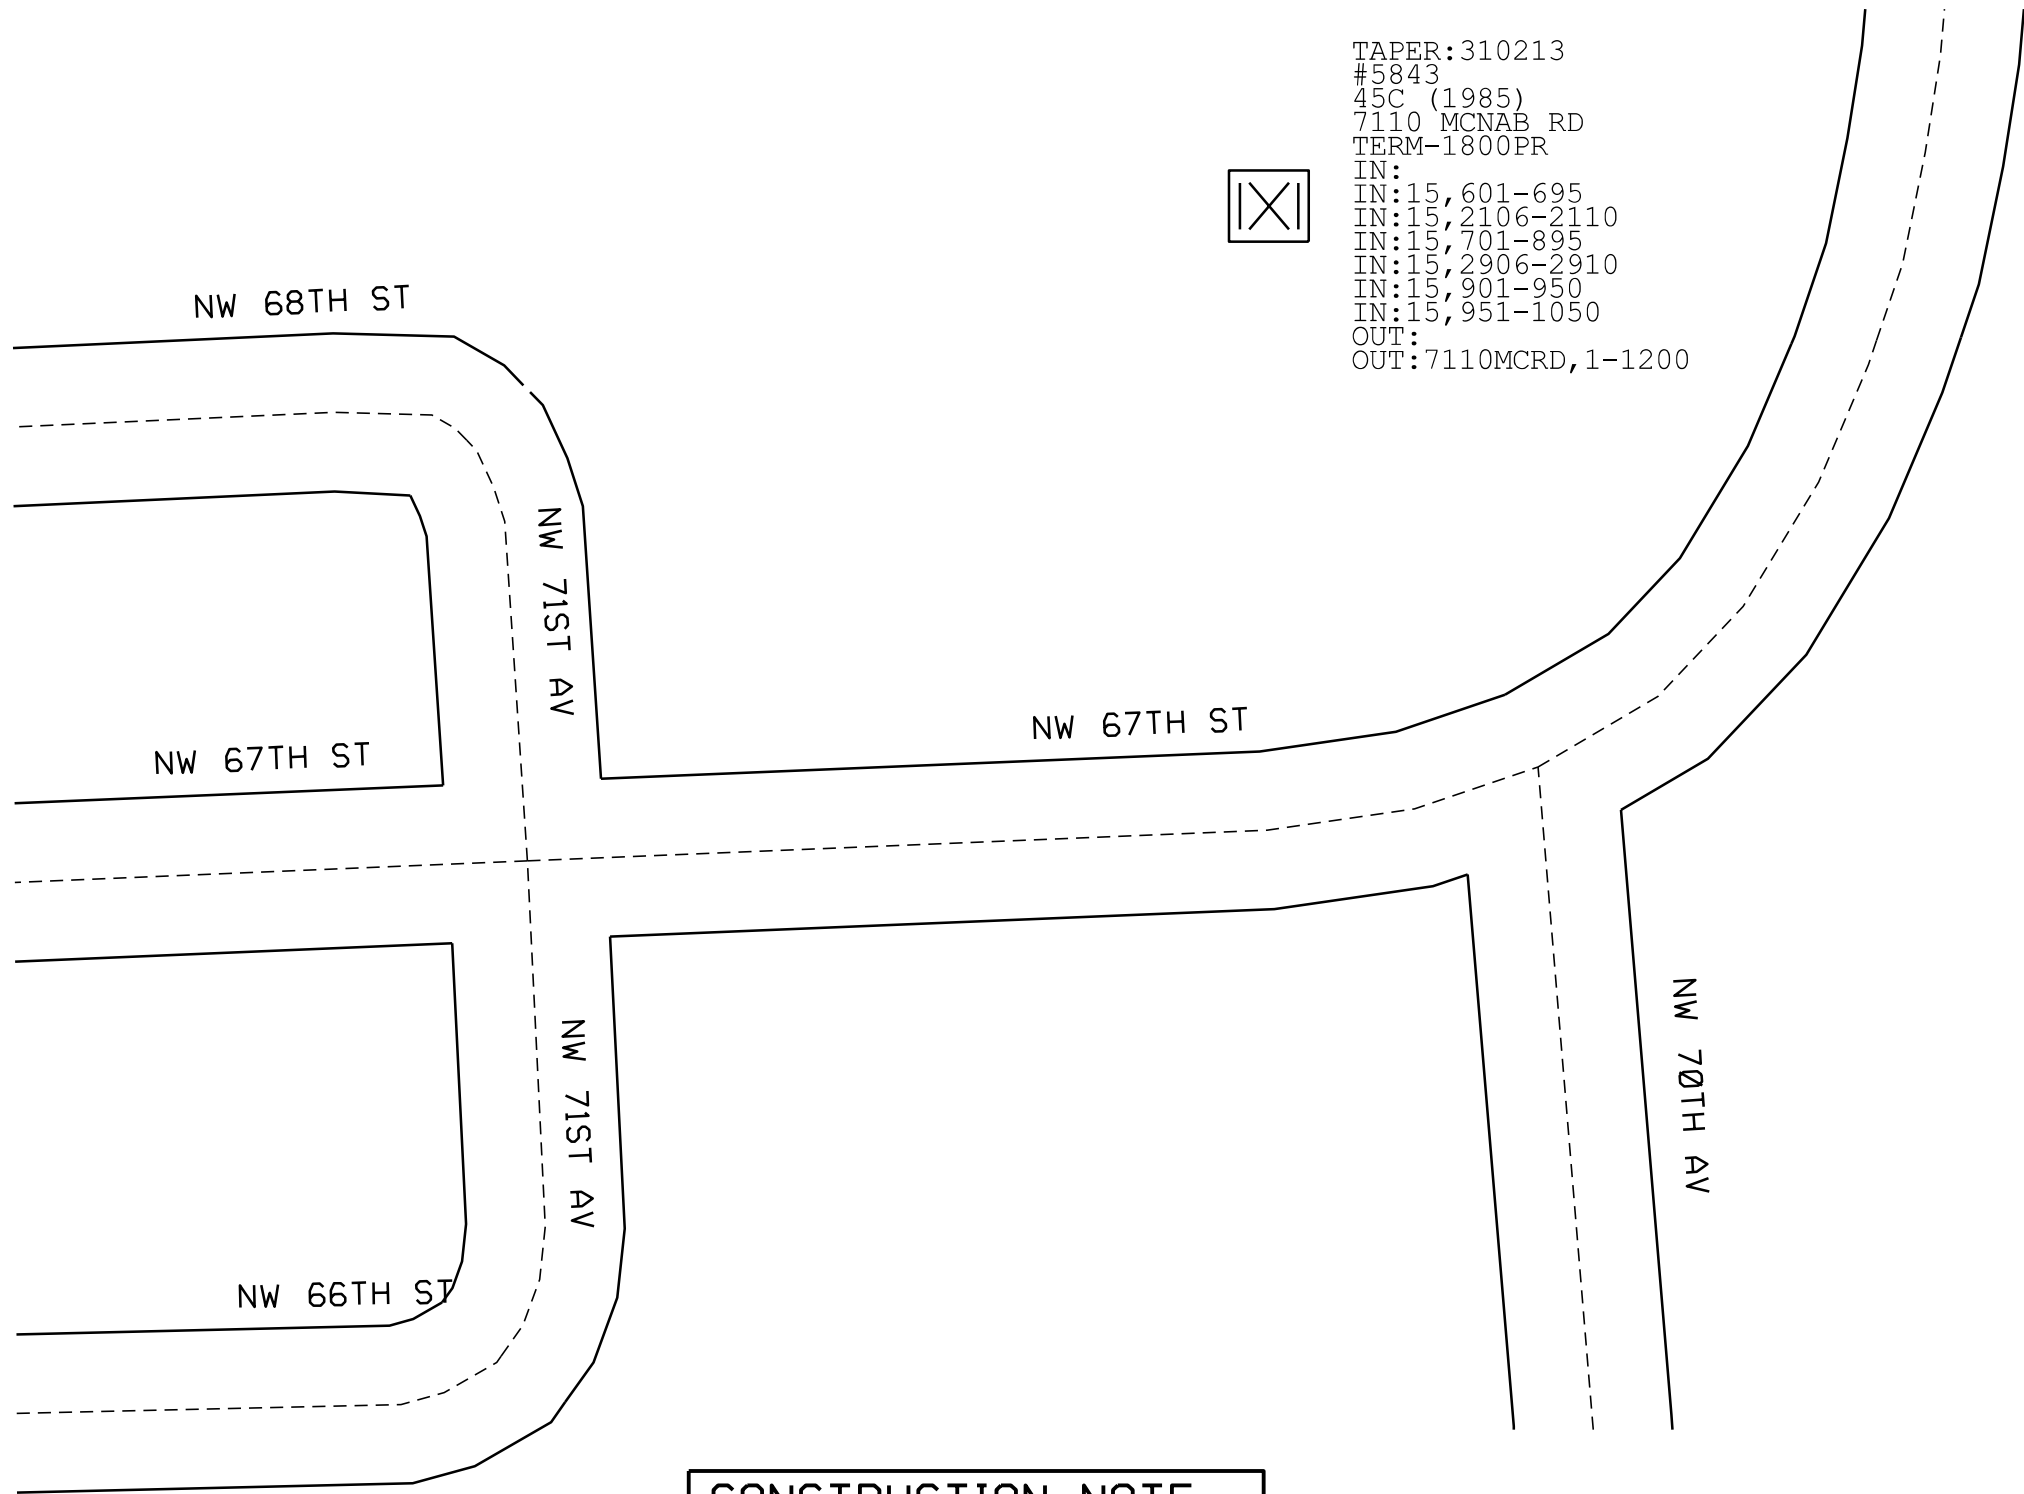 TAPER:310213
#5843
45C (1985)
7110 MCNAB RD
TERM-1800PR
IN:
IN:15,601-695
IN:15,2106-2110
IN:15,701-895
IN:15,2906-2910
IN:15,901-950
IN:15,951-1050
OUT:
OUT:7110MCRD,1-1200
NW 68TH ST
NW 71ST AV
NW 67TH ST
NW 67TH ST
NW 70TH AV
NW 71ST AV
NW 66TH ST
CONSTRUCTION NOTE